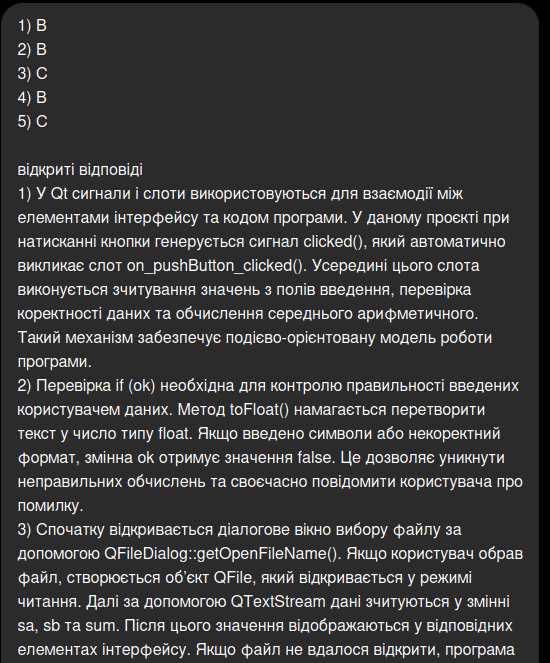 1) B
2) B
3) C
4) B
5) C

відкриті відповіді
1) У Qt сигнали і слоти використовуються для взаємодії між
елементами інтерфейсу та кодом програми. У даному проєкті при
натисканні кнопки генерується сигнал clicked(), який автоматично
викликає слот on_pushButton_clicked(). Усередині цього слота
виконується зчитування значень з полів введення, перевірка
коректності даних та обчислення середнього арифметичного.
Такий механізм забезпечує подієво-орієнтовану модель роботи
програми.
2) Перевірка if (ok) необхідна для контролю правильності введених
користувачем даних. Метод toFloat() намагається перетворити
текст у число типу float. Якщо введено символи або некоректний
формат, змінна ok отримує значення false. Це дозволяє уникнути
неправильних обчислень та своєчасно повідомити користувача про
помилку.
3) Спочатку відкривається діалогове вікно вибору файлу за
допомогою QFileDialog::getOpenFileName(). Якщо користувач обрав
файл, створюється об’єкт QFile, який відкривається у режимі
читання. Далі за допомогою QTextStream дані зчитуються у змінні
sa, sb та sum. Після цього значення відображаються у відповідних
елементах інтерфейсу. Якщо файл не вдалося відкрити, програма